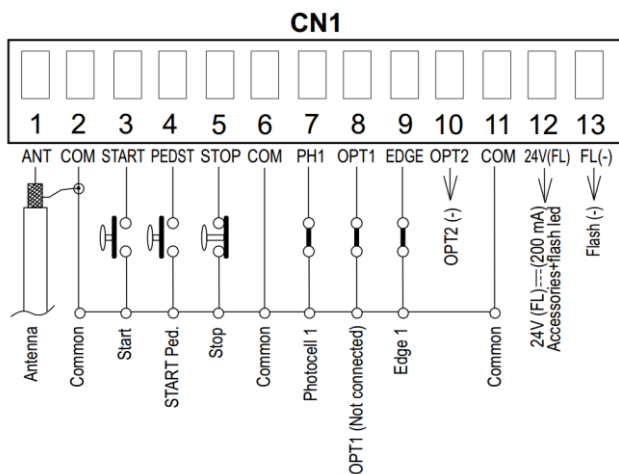 CN1
1 2 3 4 5 6 7 8 9 10 11 12 13
ANT COM START PEDST STOP COM PH1 OPT1 EDGE OPT2 COM 24V(FL) FL(-)
Antenna
Common
Start
START Ped.
Stop
Common
Photocell 1
OPT1 (Not connected)
Edge 1
OPT2 (-)
Common
24V (FL)⎓(200 mA)
Accessories+flash led
Flash (-)